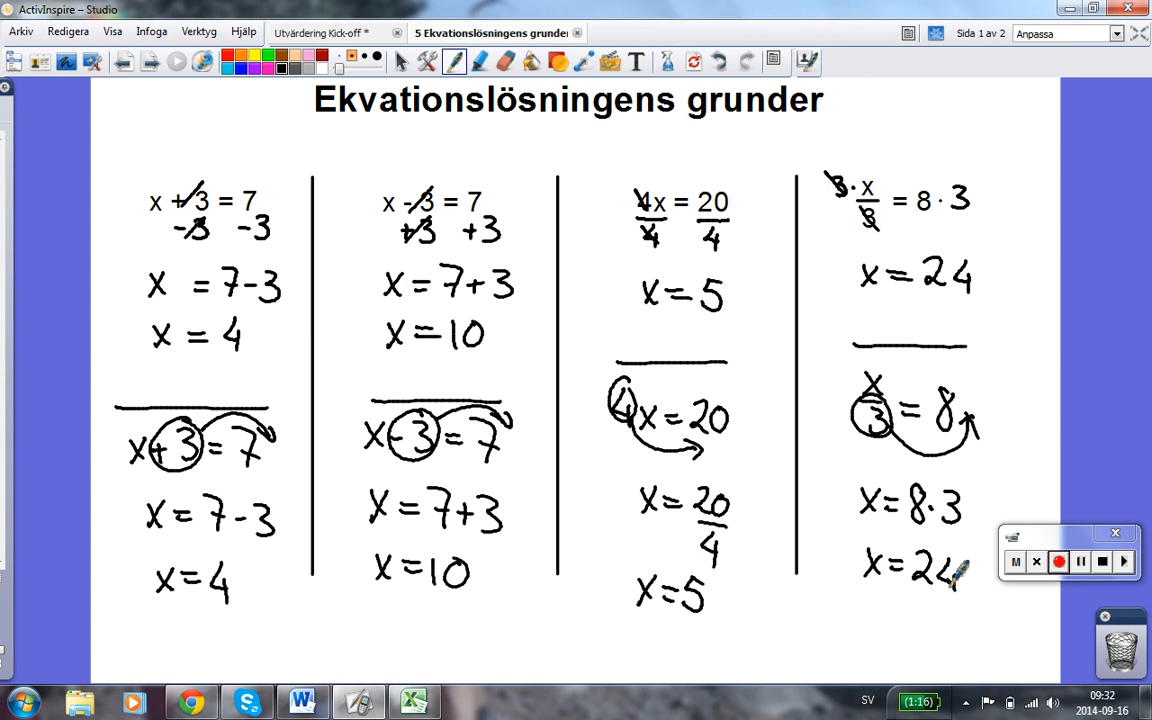 ActivInspire – Studio
Arkiv Redigera Visa Infoga Verktyg Hjälp
Utvärdering Kick-off *
5 Ekvationslösningens grunder
Sida 1 av 2
Anpassa
Ekvationslösningens grunder
x + 3 = 7
-3 -3
x = 7-3
x = 4
x+3 = 7
x = 7-3
x = 4
x - 3 = 7
+3 +3
x = 7+3
x = 10
x-3 = 7
x = 7+3
x = 10
4x = 20
4 4
x = 5
4x = 20
x = 20
4
x = 5
3 · x
3 = 8 · 3
x = 24
x
3 = 8
x = 8·3
x = 24
M
SV
(1:16)
09:32
2014-09-16